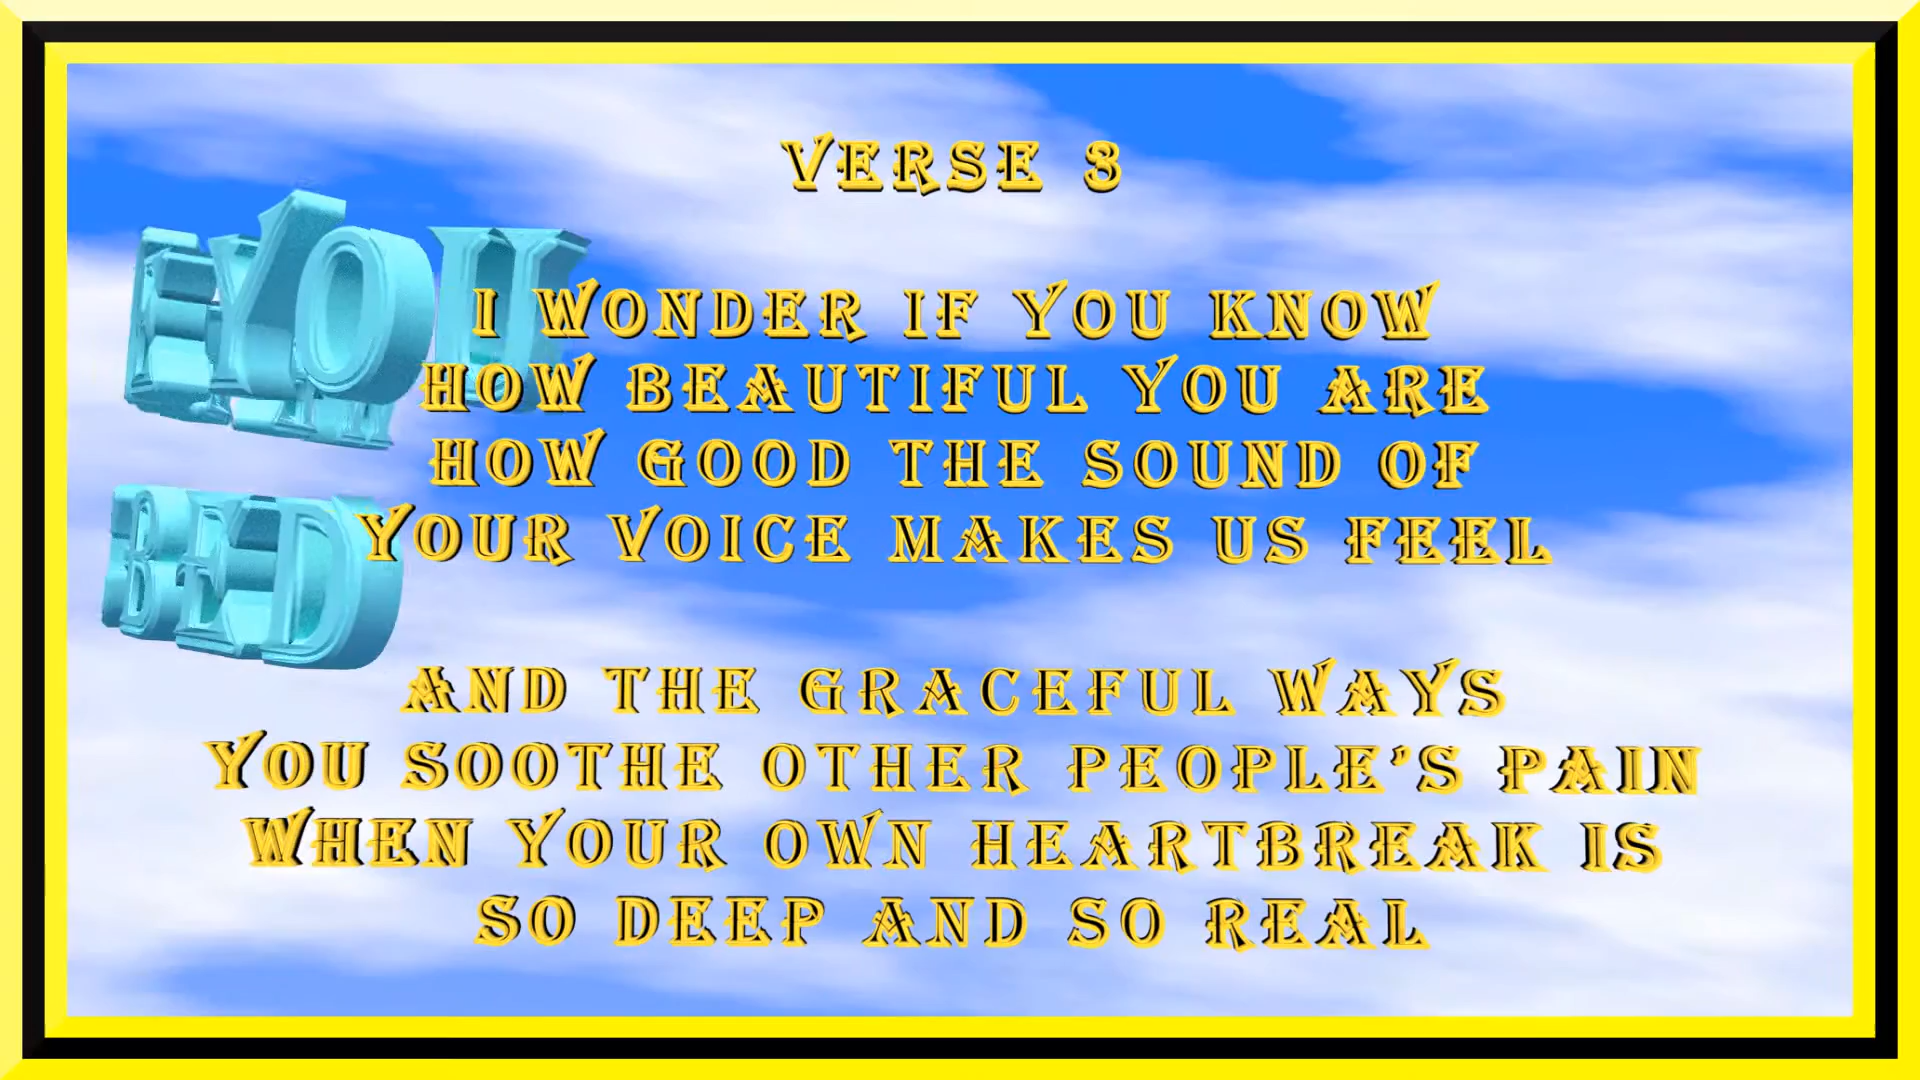 VERSE 3
I WONDER IF YOU KNOW
HOW BEAUTIFUL YOU ARE
HOW GOOD THE SOUND OF
YOUR VOICE MAKES US FEEL
AND THE GRACEFUL WAYS
YOU SOOTHE OTHER PEOPLE'S PAIN
WHEN YOUR OWN HEARTBREAK IS
SO DEEP AND SO REAL
YOU